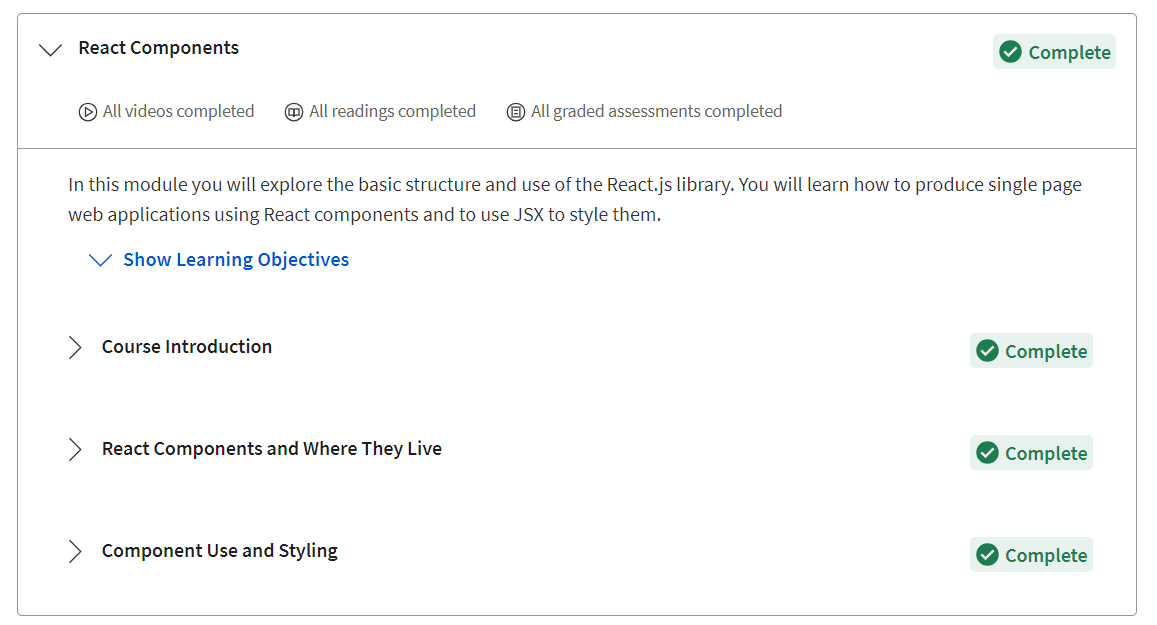 React Components
Complete
All videos completed
All readings completed
All graded assessments completed
In this module you will explore the basic structure and use of the React.js library. You will learn how to produce single page
web applications using React components and to use JSX to style them.
Show Learning Objectives
Course Introduction
Complete
React Components and Where They Live
Complete
Component Use and Styling
Complete